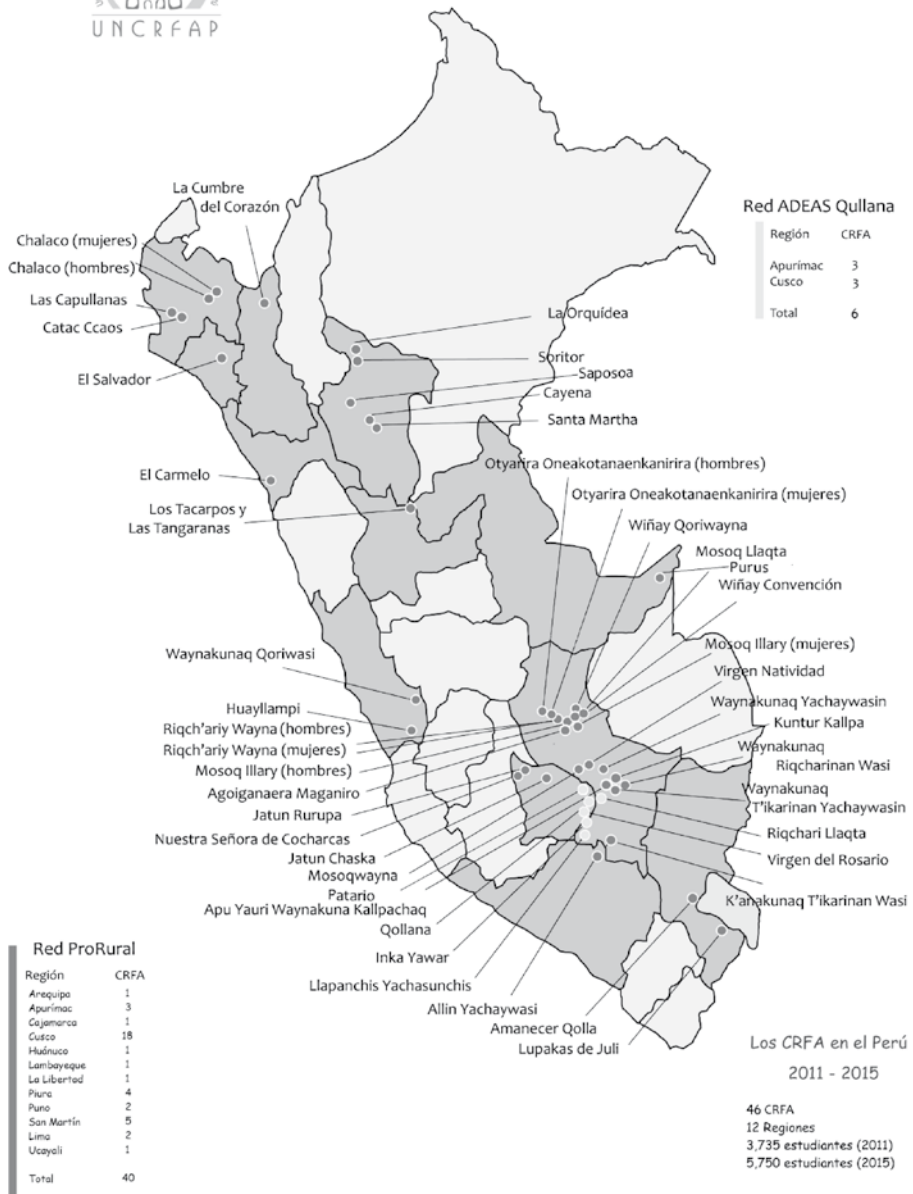 UNCRFAP
La Cumbre
del Corazón
Chalaco (mujeres)
Chalaco (hombres)
Las Capullanas
Catac Ccaos
El Salvador
El Carmelo
Los Tacarpos y
Las Tangaranas
Waynakunaq Qoriwasi
Huayllampi
Riqch'ariy Wayna (hombres)
Riqch'ariy Wayna (mujeres)
Mosoq Illary (hombres)
Agoiganaera Maganiro
Jatun Rurupa
Nuestra Señora de Cocharcas
Jatun Chaska
Mosoqwayna
Patario
Apu Yauri Waynakuna Kallpachaq
Qollana
Inka Yawar
Llapanchis Yachasunchis
Allin Yachaywasi
Amanecer Qolla
Lupakas de Juli
La Orquídea
Soritor
Saposoa
Cayena
Santa Martha
Otyarira Oneakotanaenkanirira (hombres)
Otyarira Oneakotanaenkanirira (mujeres)
Wiñay Qoriwayna
Mosoq Llaqta
Purus
Wiñay Convención
Mosoq Illary (mujeres)
Virgen Natividad
Waynakunaq Yachaywasin
Kuntur Kallpa
Waynakunaq
Riqcharinan Wasi
Waynakunaq
T'ikarinan Yachaywasin
Riqchari Llaqta
Virgen del Rosario
K'anakunaq T'ikarinan Wasi
Red ADEAS Qullana
Región CRFA
Apurímac 3
Cusco 3
Total 6
Red ProRural
Región CRFA
Arequipa 1
Apurímac 3
Cajamarca 1
Cusco 18
Huánuco 1
Lambayeque 1
La Libertad 1
Piura 4
Puno 2
San Martín 5
Lima 2
Ucayali 1
Total 40
Los CRFA en el Perú
2011 - 2015
46 CRFA
12 Regiones
3,735 estudiantes (2011)
5,750 estudiantes (2015)